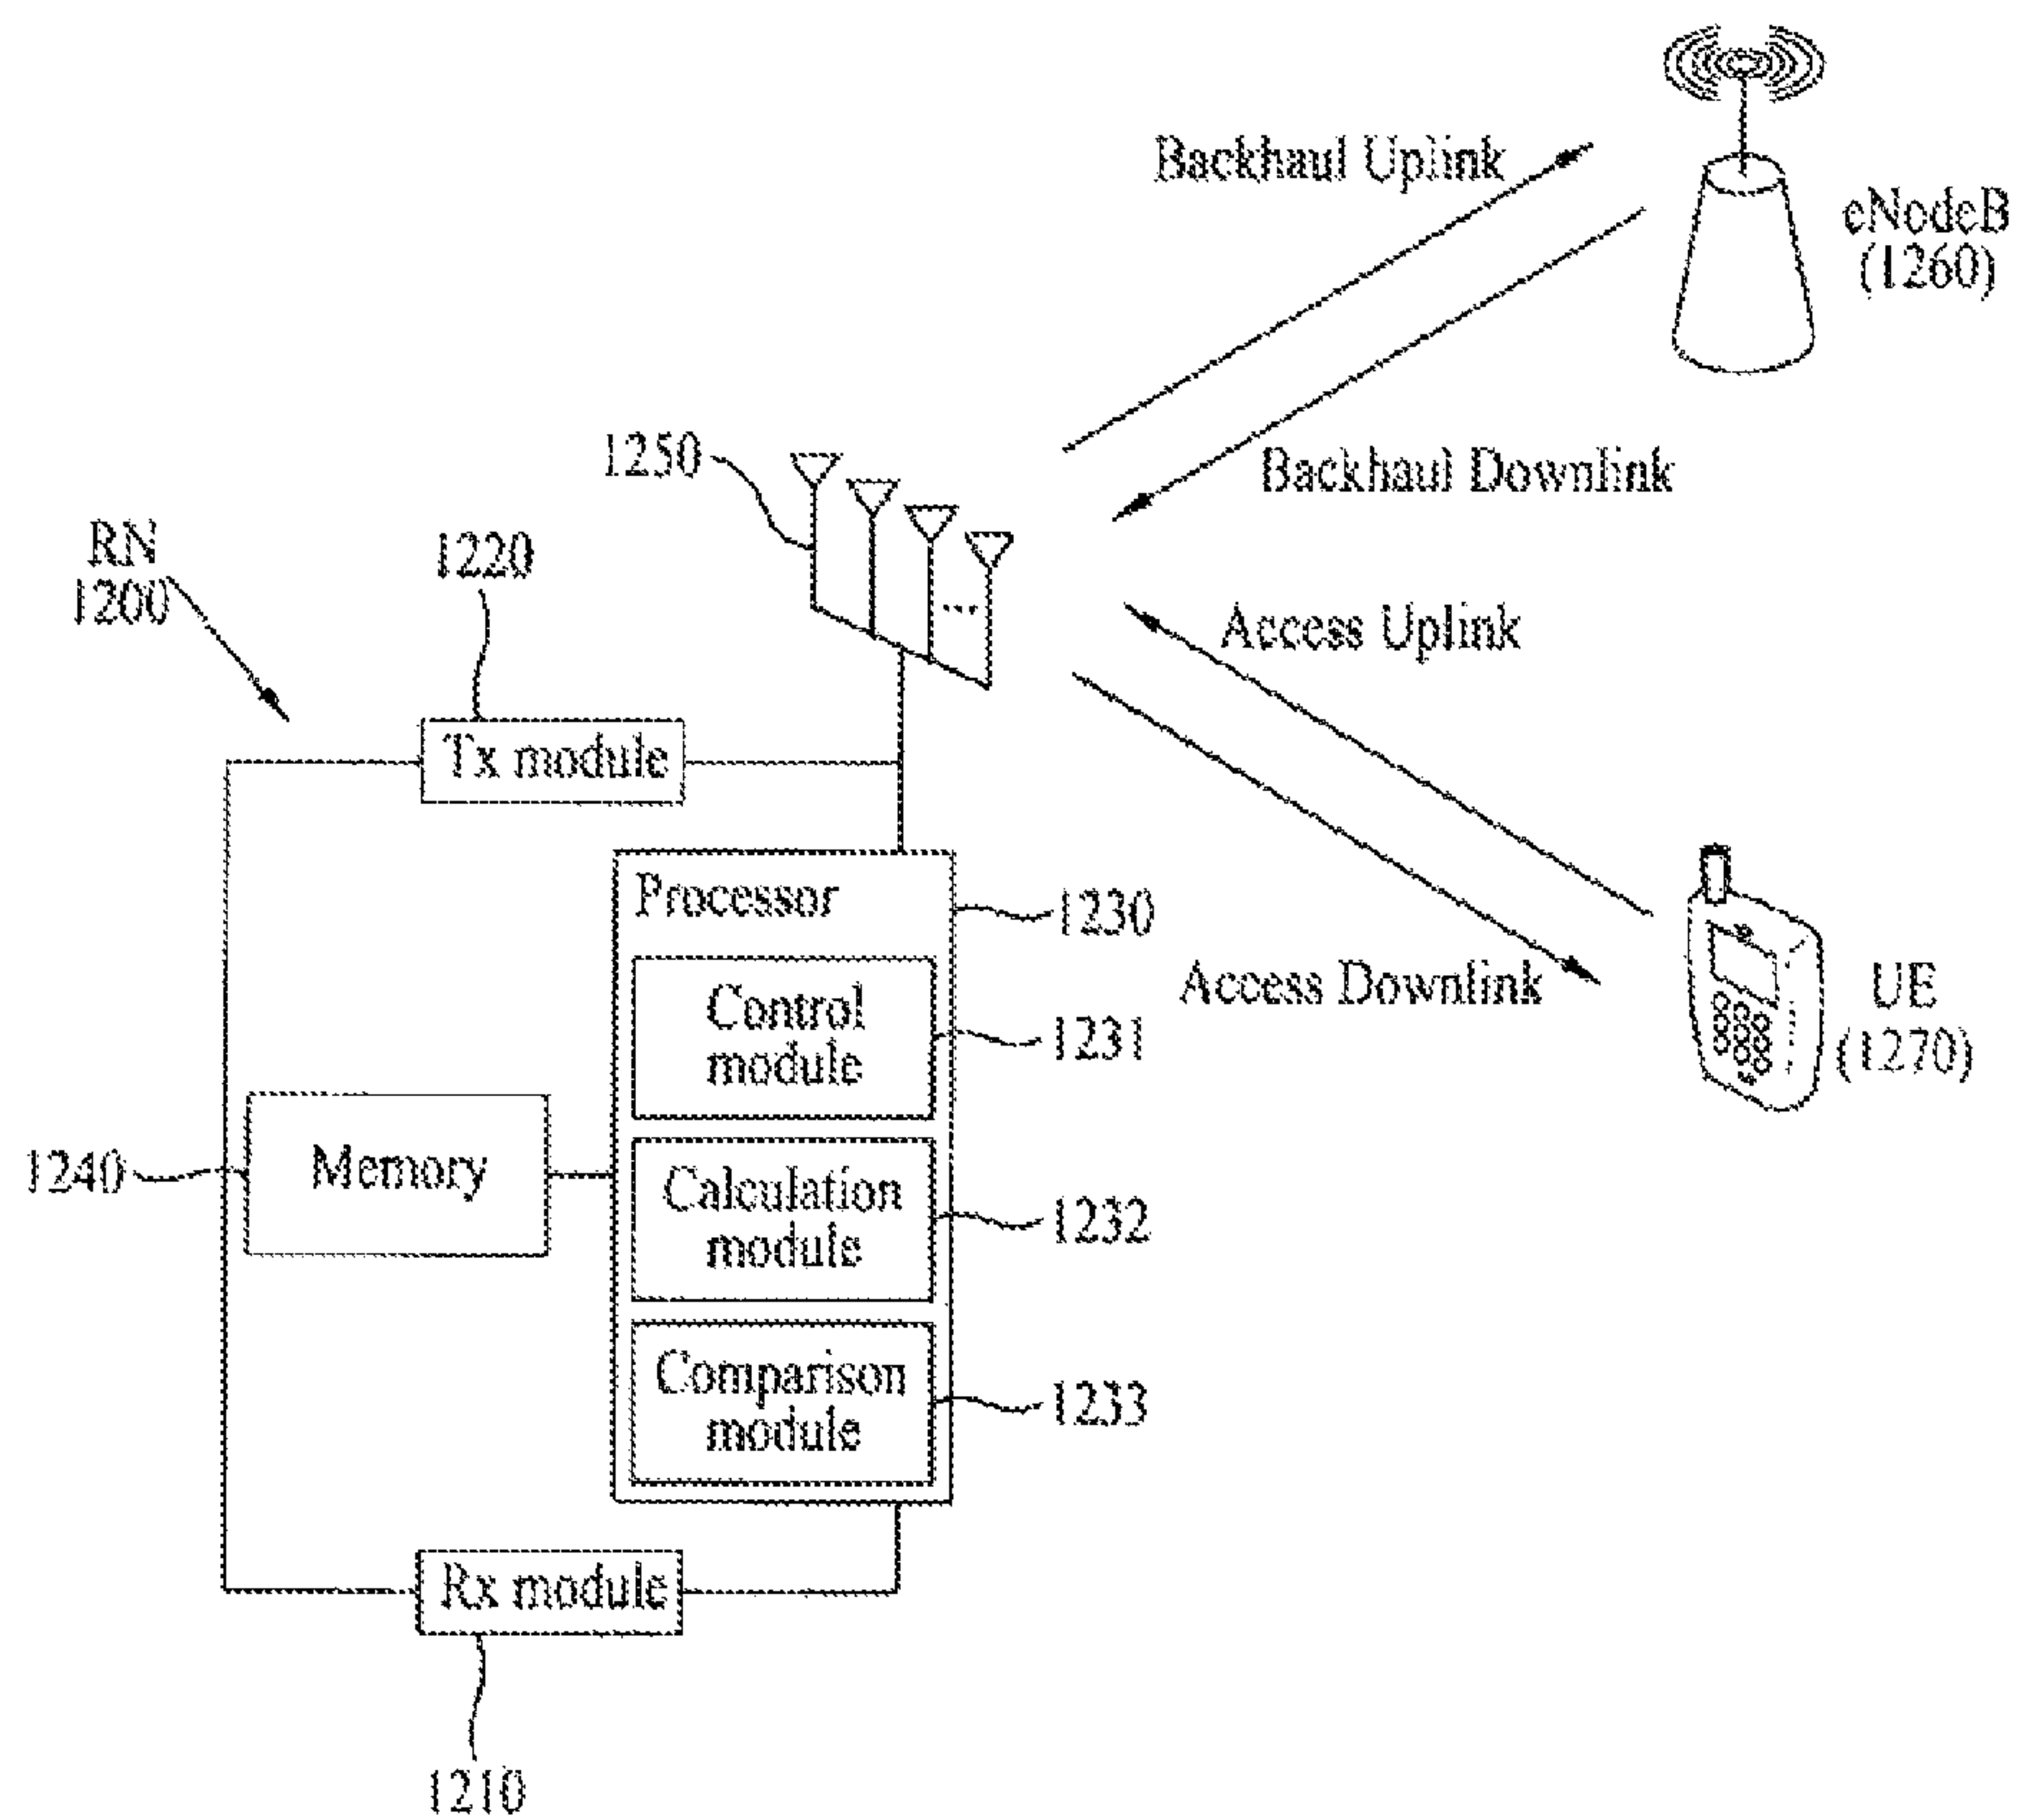 Backhaul Uplink
eNodeB
(1260)
1250
Backhaul Downlink
RN
1200
1220
Access Uplink
Tx module
Processor
1230
Access Downlink
UE
(1270)
Control
module
1231
1240
Memory
Calculation
module
1232
Comparison
module
1233
Rx module
1210